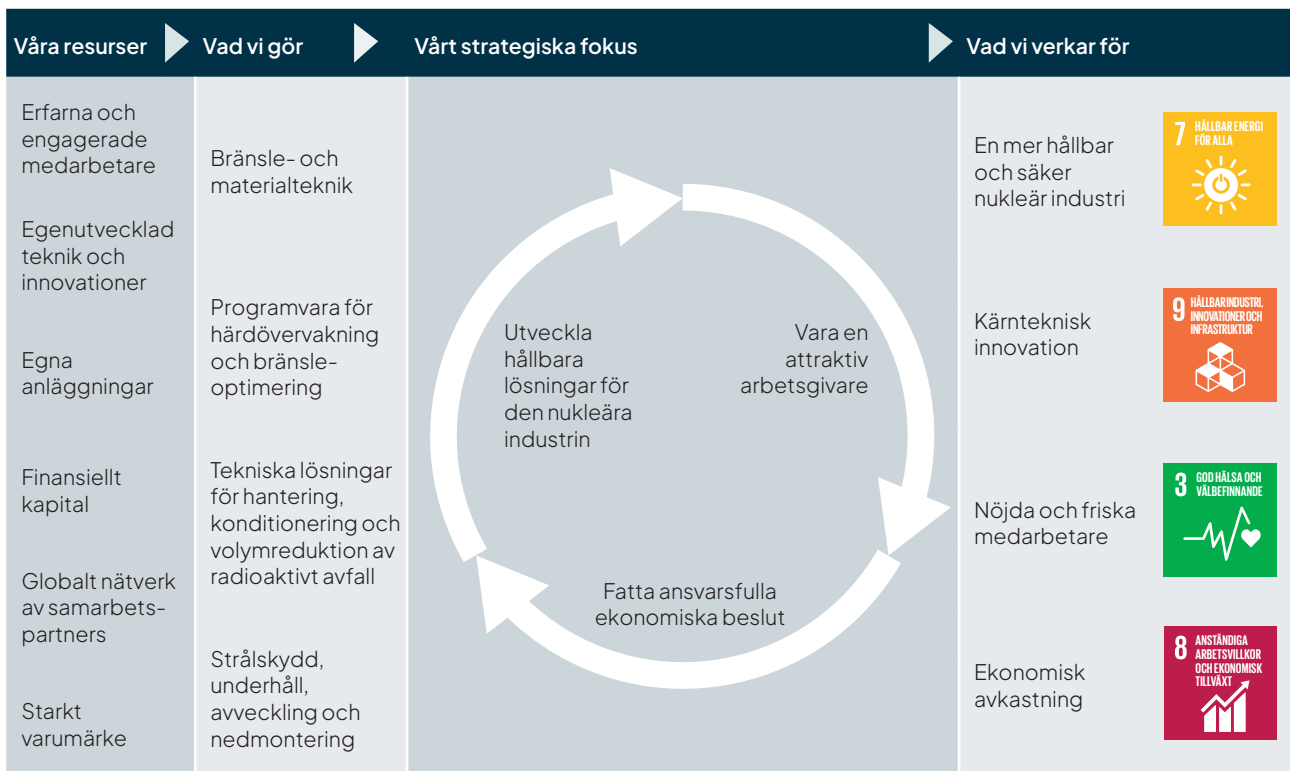 Våra resurser
Vad vi gör
Vårt strategiska fokus
Vad vi verkar för
Erfarna och
engagerade
medarbetare
Egenutvecklad
teknik och
innovationer
Egna
anläggningar
Finansiellt
kapital
Globalt nätverk
av samarbets-
partners
Starkt
varumärke
Bränsle- och
materialteknik
Programvara för
härdövervakning
och bränsle-
optimering
Tekniska lösningar
för hantering,
konditionering och
volymreduktion av
radioaktivt avfall
Strålskydd,
underhåll,
avveckling och
nedmontering
Utveckla
hållbara
lösningar för
den nukleära
industrin
Vara en
attraktiv
arbetsgivare
Fatta ansvarsfulla
ekonomiska beslut
En mer hållbar
och säker
nukleär industri
7 HÅLLBAR ENERGI
FÖR ALLA
Kärnteknisk
innovation
9 HÅLLBAR INDUSTRI,
INNOVATIONER OCH
INFRASTRUKTUR
Nöjda och friska
medarbetare
3 GOD HÄLSA OCH
VÄLBEFINNANDE
Ekonomisk
avkastning
8 ANSTÄNDIGA
ARBETSVILLKOR
OCH EKONOMISK
TILLVÄXT